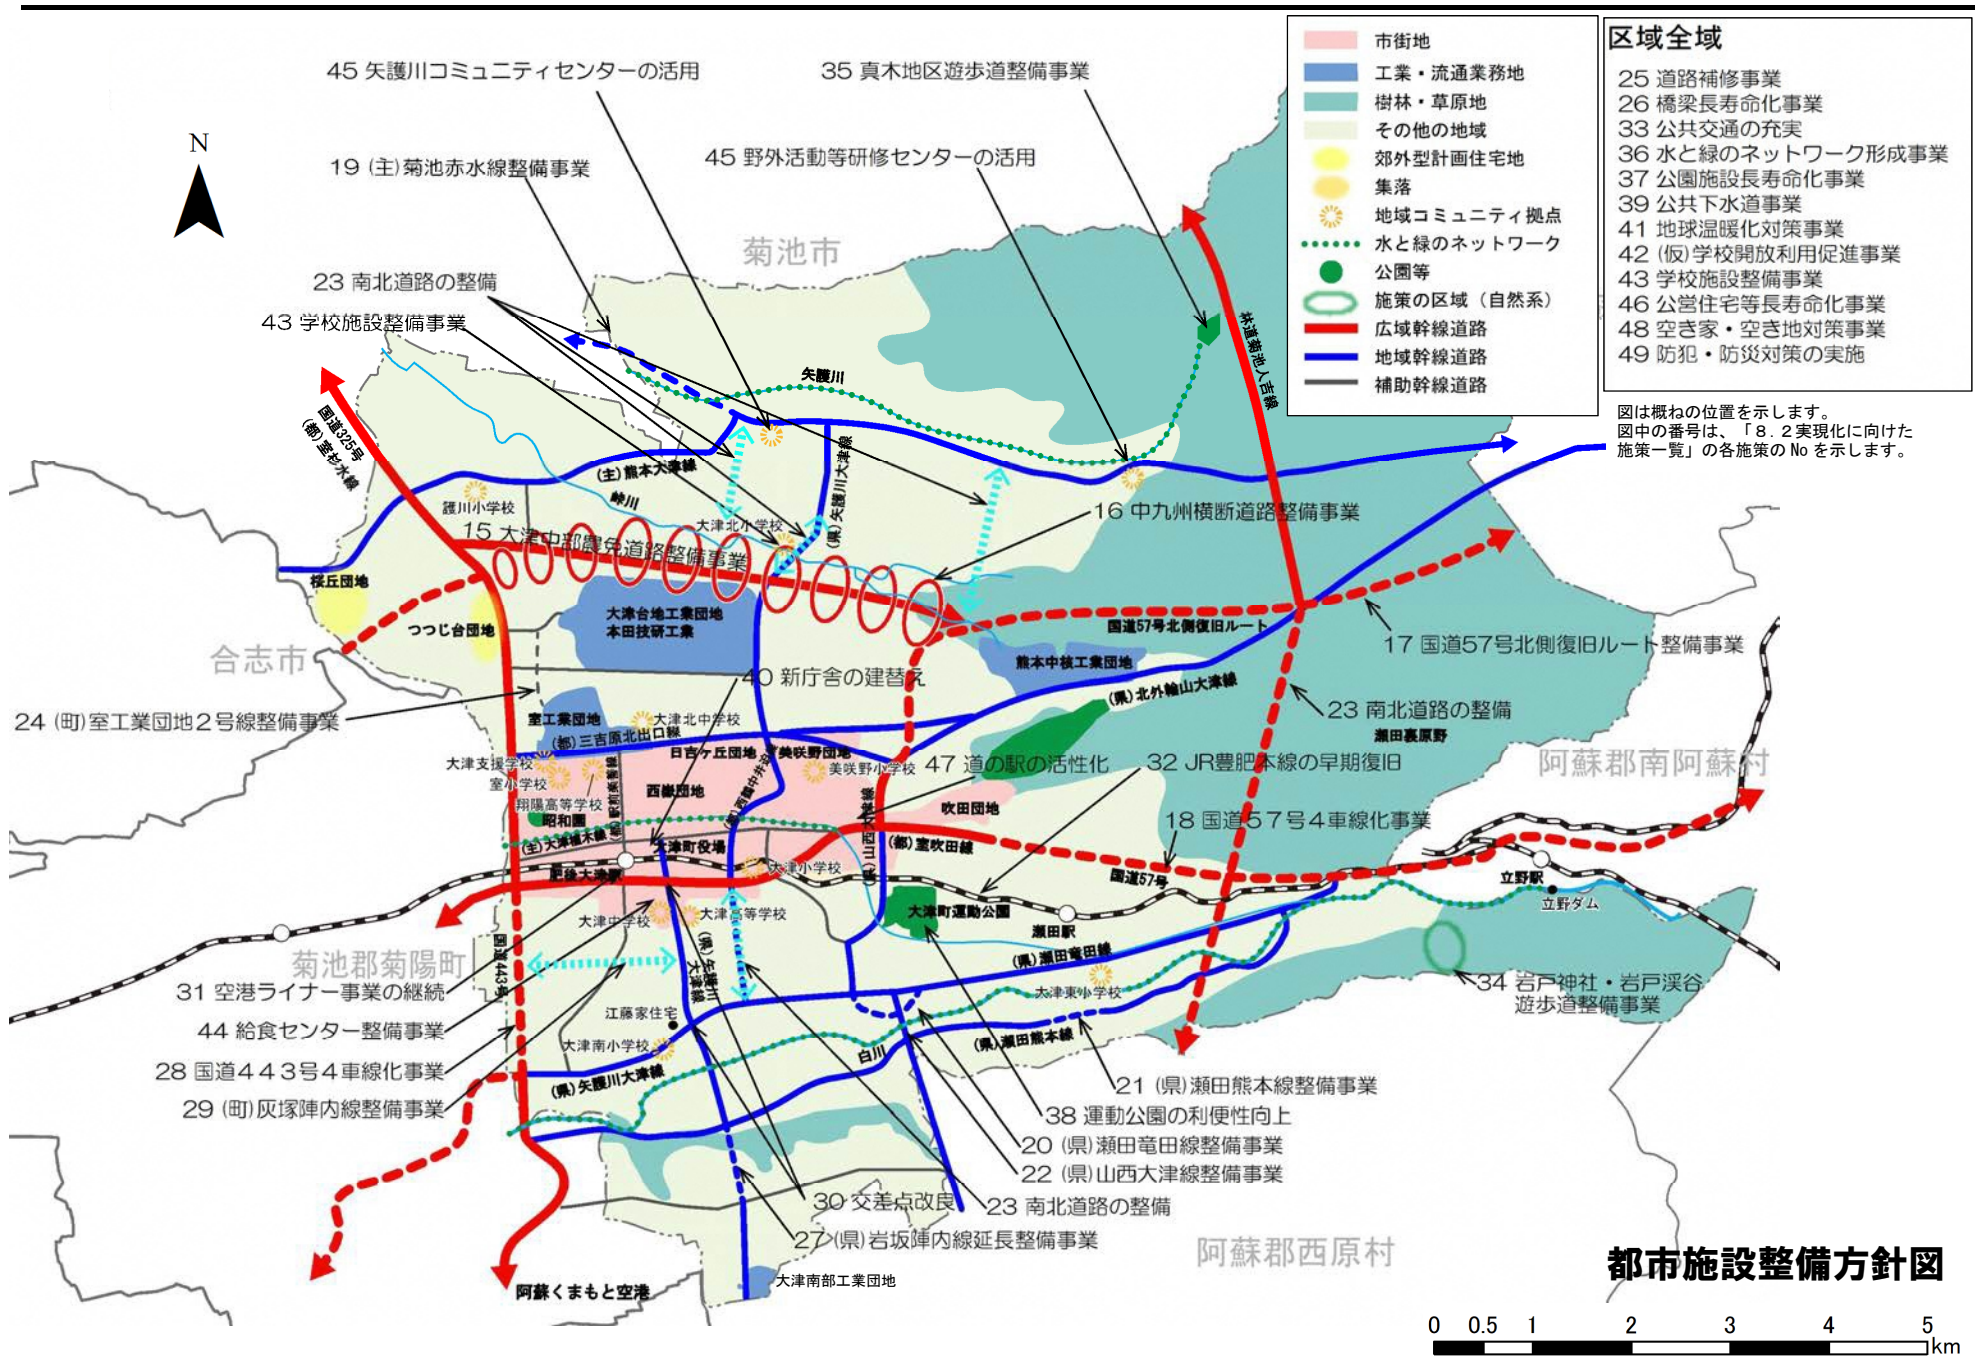 45 矢護川コミュニティセンターの活用
35 真木地区遊歩道整備事業
N
19 (主)菊池赤水線整備事業
45 野外活動等研修センターの活用
菊池市
23 南北道路の整備
43 学校施設整備事業
市街地
工業・流通業務地
樹林・草原地
その他の地域
郊外型計画住宅地
集落
地域コミュニティ拠点
水と緑のネットワーク
公園等
施策の区域（自然系）
広域幹線道路
地域幹線道路
補助幹線道路
区域全域
25 道路補修事業
26 橋梁長寿命化事業
33 公共交通の充実
36 水と緑のネットワーク形成事業
37 公園施設長寿命化事業
39 公共下水道事業
41 地球温暖化対策事業
42 (仮)学校開放利用促進事業
43 学校施設整備事業
46 公営住宅等長寿命化事業
48 空き家・空き地対策事業
49 防犯・防災対策の実施
図は概ねの位置を示します。
図中の番号は、「８.２実現化に向けた
施策一覧」の各施策の No を示します。
林道菊池人吉線
矢護川
国道325号
(都)室杉水線
(主)熊本大津線
(県)矢護川大津線
峠川
護川小学校
大津北小学校
15 大津中部農免道路整備事業
16 中九州横断道路整備事業
桜丘団地
つつじ台団地
大津台地工業団地
本田技研工業
国道57号北側復旧ルート
17 国道57号北側復旧ルート整備事業
合志市
熊本中核工業団地
40 新庁舎の建替え
(県)北外輪山大津線
23 南北道路の整備
瀬田裏原野
24 (町)室工業団地２号線整備事業
室工業団地
大津北中学校
(都)三吉原北出口線
日吉ヶ丘団地
美咲野団地
美咲野小学校
47 道の駅の活性化
32 JR豊肥本線の早期復旧
阿蘇郡南阿蘇村
大津支援学校
室小学校
翔陽高等学校
昭和園
西嶽団地
吹田団地
18 国道５７号４車線化事業
(主)大津植木線
大津町役場
(都)室吹田線
肥後大津駅
大津小学校
国道57号
立野駅
立野ダム
大津中学校
大津高等学校
大津町運動公園
瀬田駅
菊池郡菊陽町
国道443号
(県)矢護川
大津線
(県)瀬田竜田線
大津東小学校
31 空港ライナー事業の継続
34 岩戸神社・岩戸渓谷
遊歩道整備事業
44 給食センター整備事業
江藤家住宅
大津南小学校
白川
(県)瀬田熊本線
28 国道４４３号４車線化事業
(県)矢護川大津線
21 (県)瀬田熊本線整備事業
29 (町)灰塚陣内線整備事業
38 運動公園の利便性向上
20 (県)瀬田竜田線整備事業
22 (県)山西大津線整備事業
30 交差点改良
23 南北道路の整備
27 (県)岩坂陣内線延長整備事業
阿蘇郡西原村
大津南部工業団地
阿蘇くまもと空港
都市施設整備方針図
0 0.5 1 2 3 4 5
km